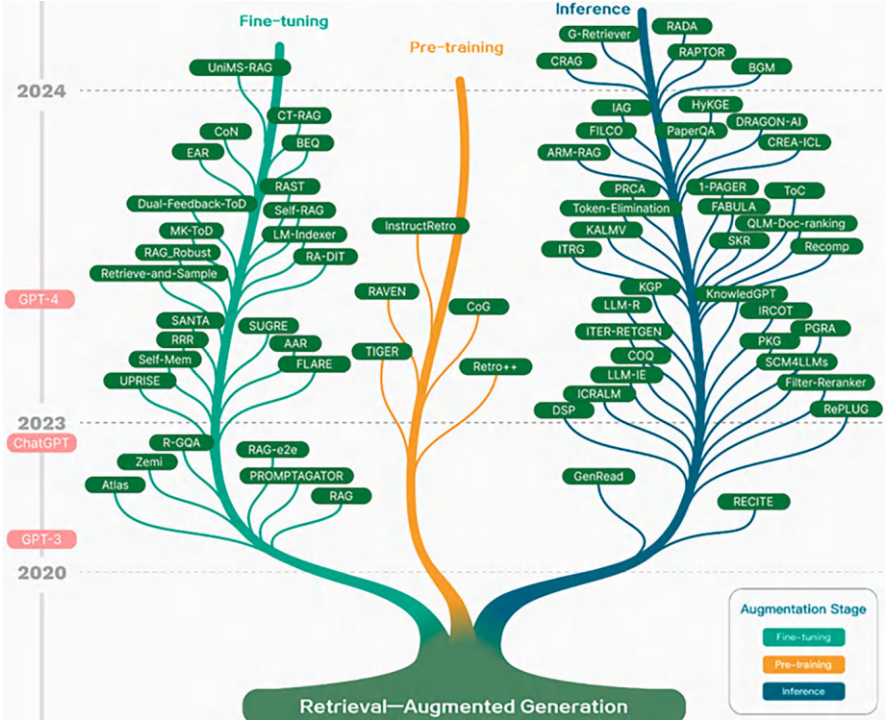 Fine-tuning
Pre-training
Inference
2024
GPT-4
2023
ChatGPT
GPT-3
2020
UniMS-RAG
CT-RAG
CoN
BEQ
EAR
RAST
Dual-Feedback-ToD
Self-RAG
MK-ToD
LM-Indexer
RAG_Robust
RA-DIT
Retrieve-and-Sample
SANTA
SUGRE
RRR
AAR
Self-Mem
FLARE
UPRISE
R-GQA
RAG-e2e
Zemi
PROMPTAGATOR
Atlas
RAG
InstructRetro
RAVEN
CoG
TIGER
Retro++
G-Retriever
RADA
CRAG
RAPTOR
BGM
IAG
HyKGE
FILCO
PaperQA
DRAGON-AI
ARM-RAG
CREA-ICL
PRCA
1-PAGER
ToC
Token-Elimination
FABULA
KALMV
QLM-Doc-ranking
ITRG
SKR
Recomp
KGP
KnowledGPT
LLM-R
IRCOT
ITER-RETGEN
PGRA
COQ
PKG
LLM-IE
SCM4LLMs
ICRALM
Filter-Reranker
DSP
RePLUG
GenRead
RECITE
Augmentation Stage
Fine-tuning
Pre-training
Inference
Retrieval—Augmented Generation